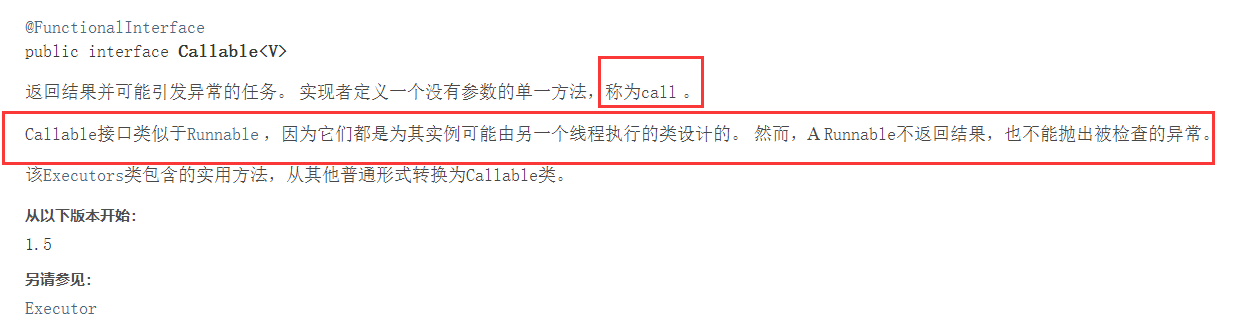 @FunctionalInterface
public interface Callable<V>
返回结果并可能引发异常的任务。 实现者定义一个没有参数的单一方法，称为call 。
Callable接口类似于Runnable ，因为它们都是为其实例可能由另一个线程执行的类设计的。 然而，A Runnable不返回结果，也不能抛出被检查的异常。
该Executors类包含的实用方法，从其他普通形式转换为Callable类。
从以下版本开始：
1.5
另请参见：
Executor